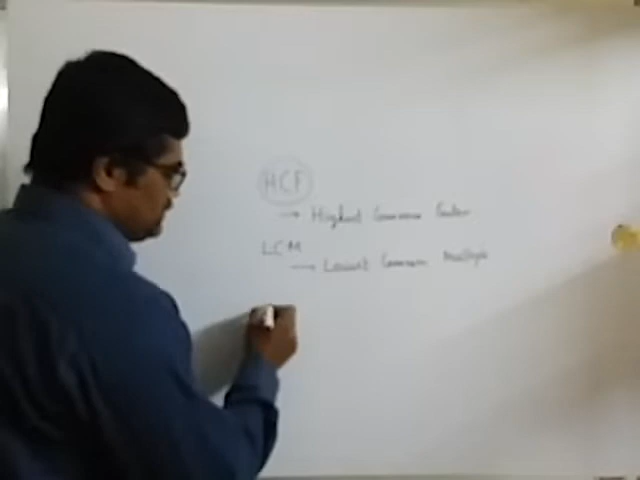 HCF
→ Highest Common Factor
LCM
→ Lowest Common Multiple